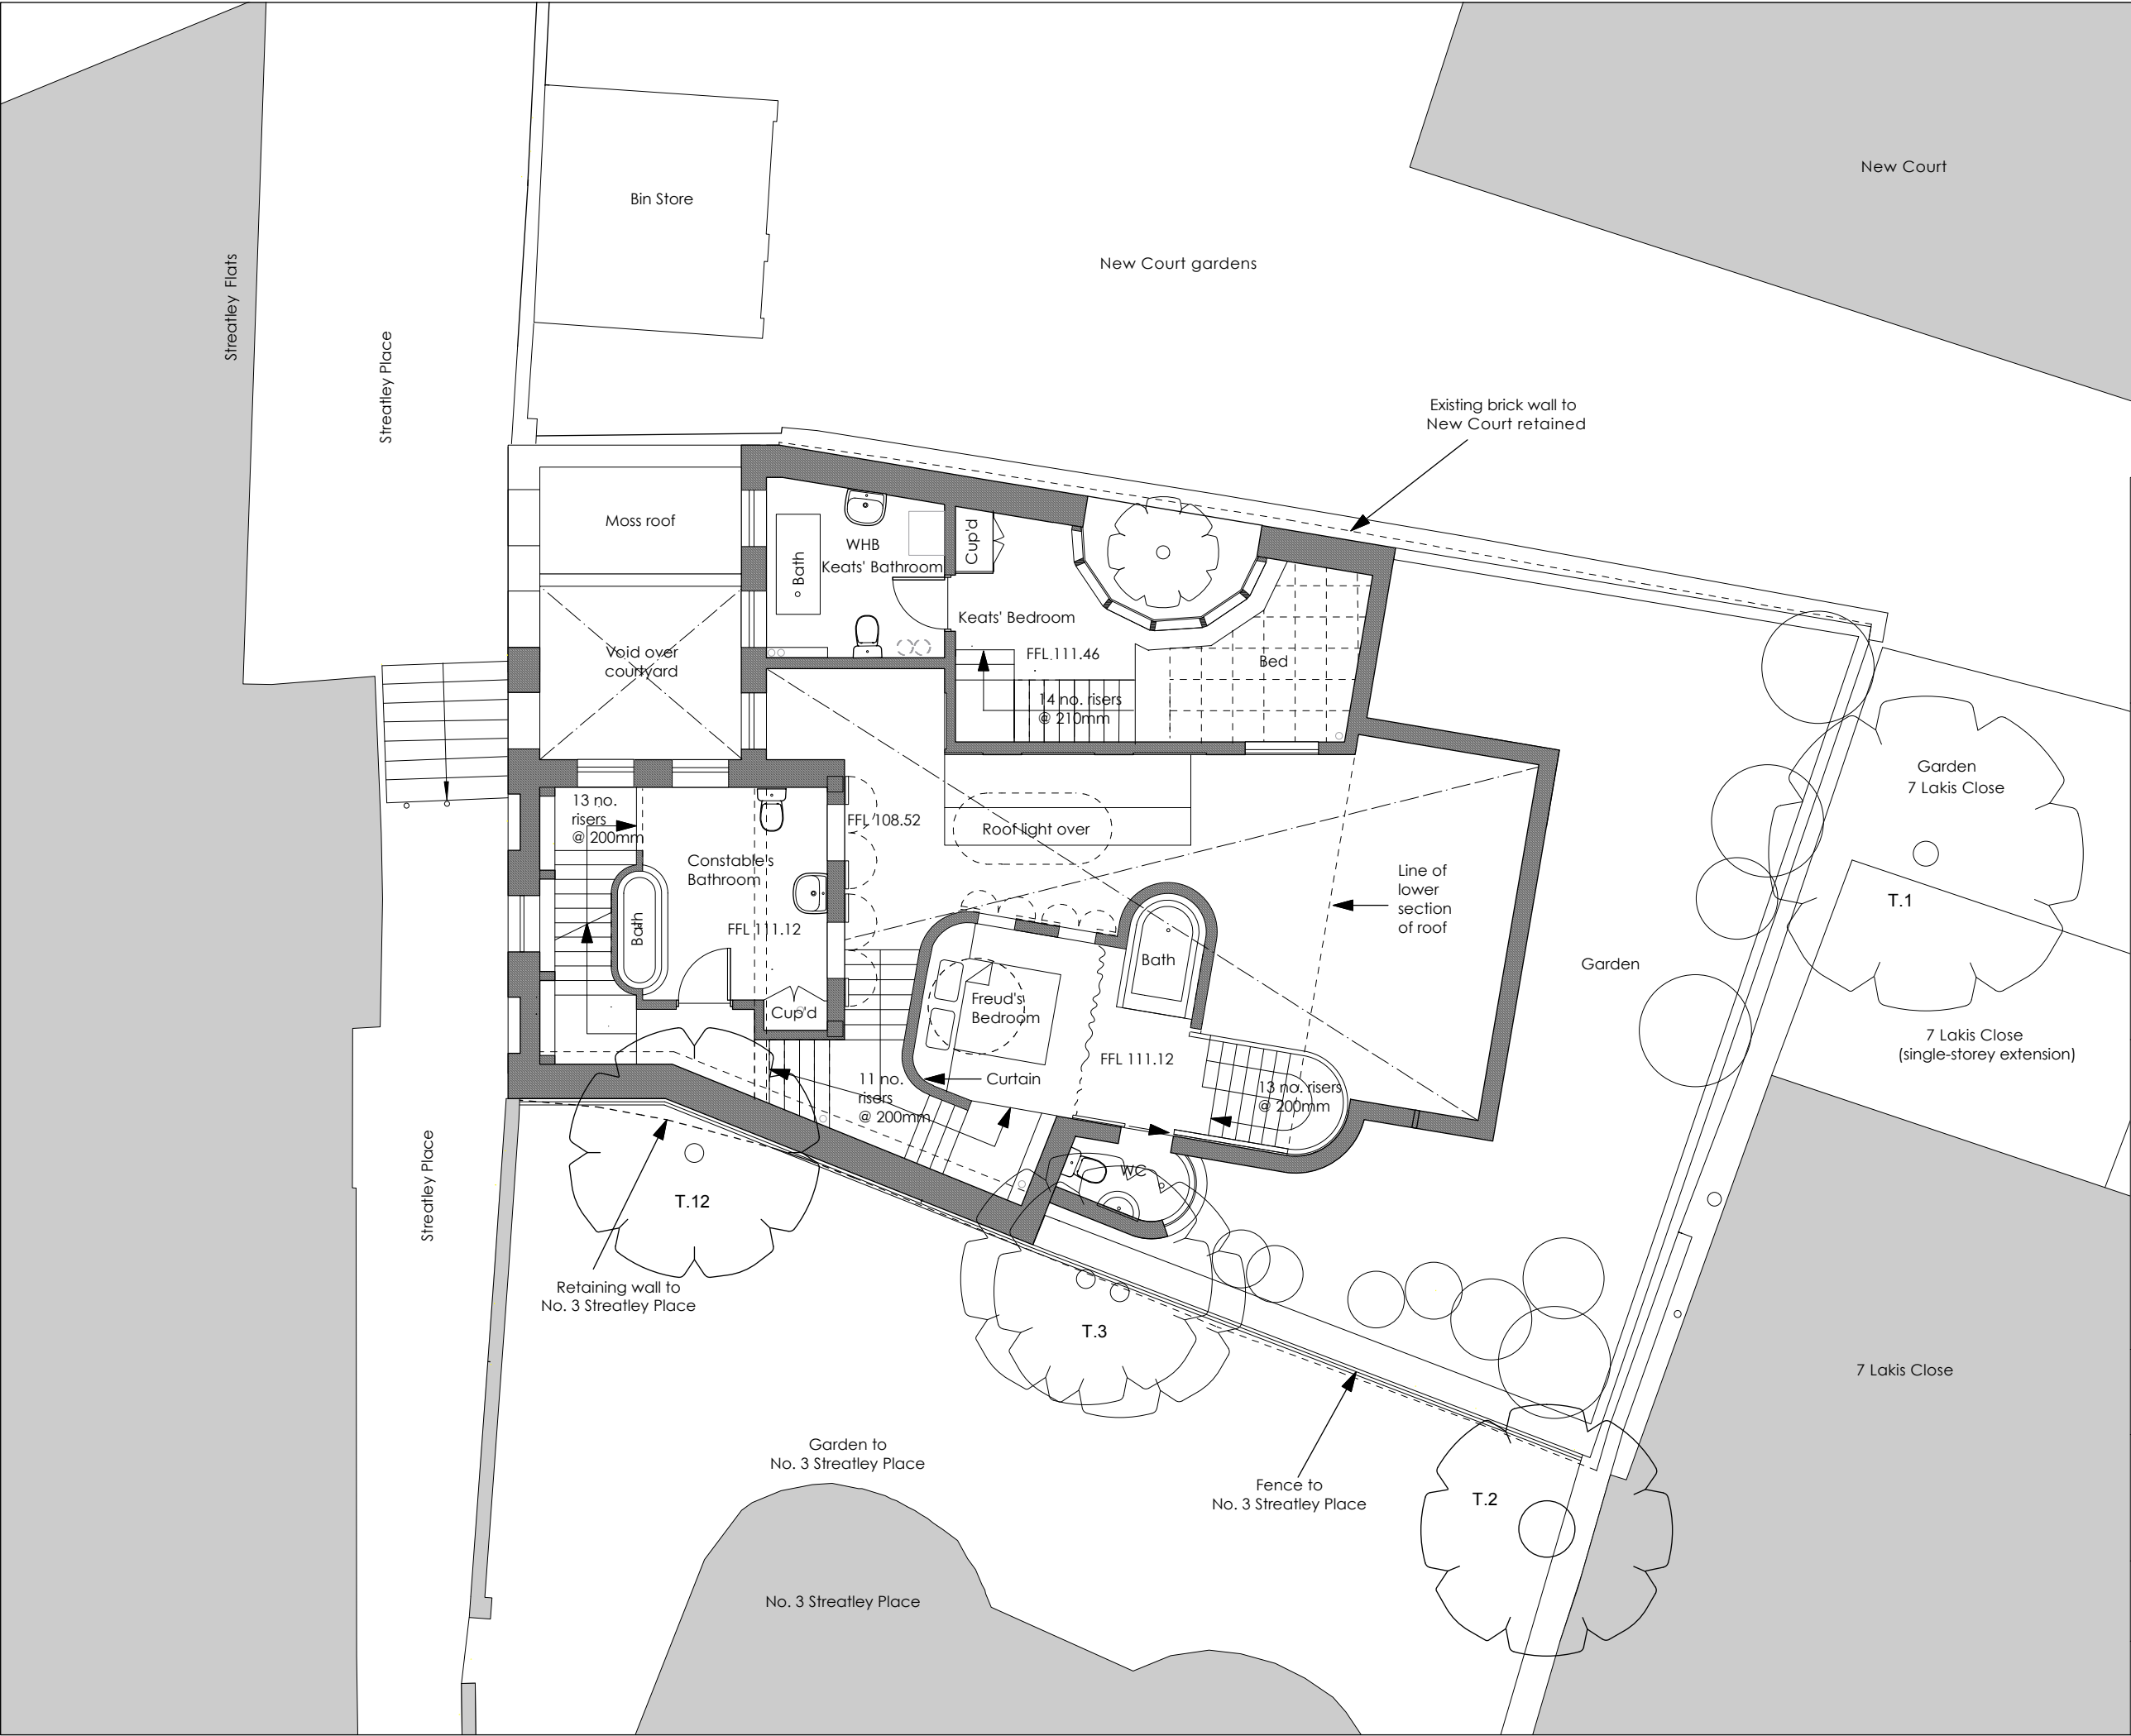 New Court
Bin Store
New Court gardens
Streatley Flats
Streatley Place
Existing brick wall to
New Court retained
Moss roof
Bath
WHB
Keats' Bathroom
Cup'd
Keats' Bedroom
FFL 111.46
Bed
Void over
courtyard
14 no. risers
@ 210mm
13 no.
risers
@ 200mm
FFL 108.52
Roof light over
Constable's
Bathroom
Bath
FFL 111.12
Cup'd
Line of
lower
section
of roof
Garden
7 Lakis Close
T.1
Garden
Bath
Freud's
Bedroom
7 Lakis Close
(single-storey extension)
FFL 111.12
Curtain
11 no.
risers
@ 200mm
13 no. risers
@ 200mm
WC
Streatley Place
T.12
Retaining wall to
No. 3 Streatley Place
T.3
7 Lakis Close
Garden to
No. 3 Streatley Place
Fence to
No. 3 Streatley Place
T.2
No. 3 Streatley Place